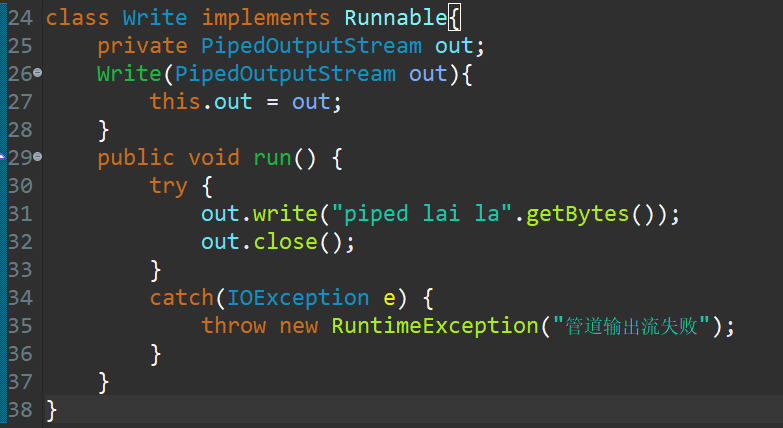 24 class Write implements Runnable{
25     private PipedOutputStream out;
26     Write(PipedOutputStream out){
27         this.out = out;
28     }
29     public void run() {
30         try {
31             out.write("piped lai la".getBytes());
32             out.close();
33         }
34         catch(IOException e) {
35             throw new RuntimeException("管道输出流失败");
36         }
37     }
38 }